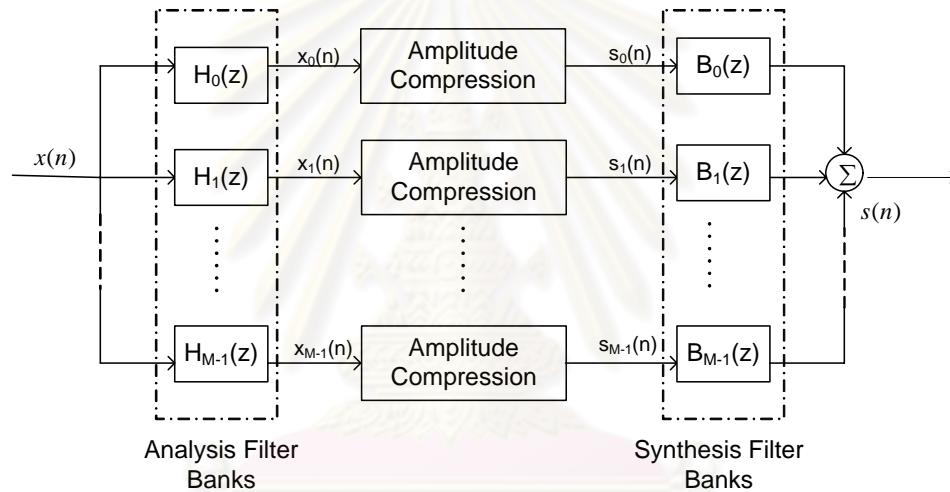 H₀(z) x₀(n) Amplitude Compression s₀(n) B₀(z)
x(n) H₁(z) x₁(n) Amplitude Compression s₁(n) B₁(z) Σ s(n)
H_{M-1}(z) x_{M-1}(n) Amplitude Compression s_{M-1}(n) B_{M-1}(z)
Analysis Filter Banks
Synthesis Filter Banks